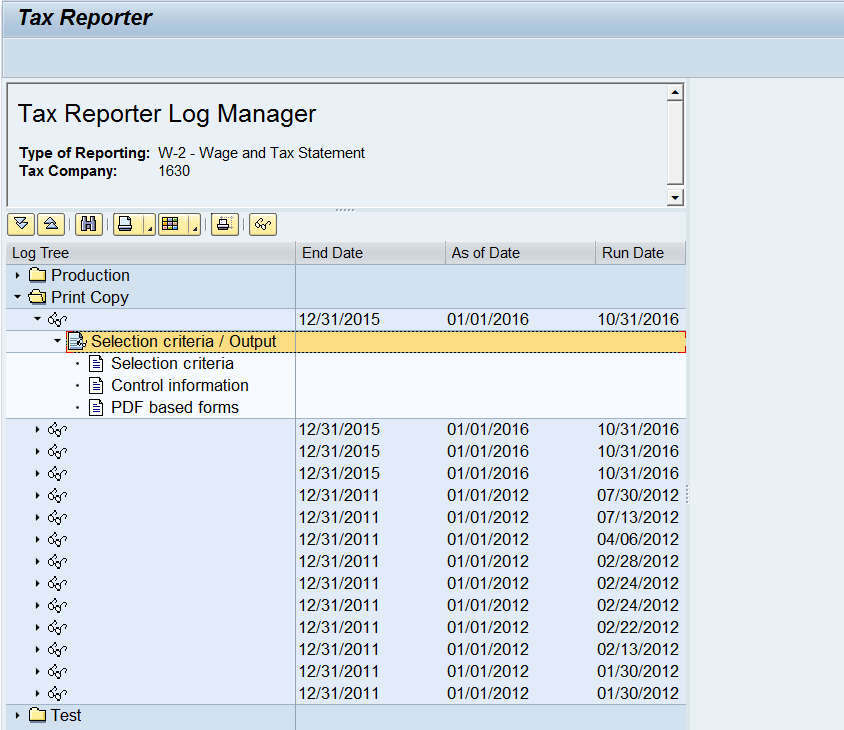 Tax Reporter
Tax Reporter Log Manager
Type of Reporting: W-2 - Wage and Tax Statement
Tax Company: 1630
Log Tree End Date As of Date Run Date
Production
Print Copy
12/31/2015 01/01/2016 10/31/2016
Selection criteria / Output
Selection criteria
Control information
PDF based forms
12/31/2015 01/01/2016 10/31/2016
12/31/2015 01/01/2016 10/31/2016
12/31/2015 01/01/2016 10/31/2016
12/31/2011 01/01/2012 07/30/2012
12/31/2011 01/01/2012 07/13/2012
12/31/2011 01/01/2012 04/06/2012
12/31/2011 01/01/2012 02/28/2012
12/31/2011 01/01/2012 02/24/2012
12/31/2011 01/01/2012 02/24/2012
12/31/2011 01/01/2012 02/22/2012
12/31/2011 01/01/2012 02/13/2012
12/31/2011 01/01/2012 01/30/2012
12/31/2011 01/01/2012 01/30/2012
Test